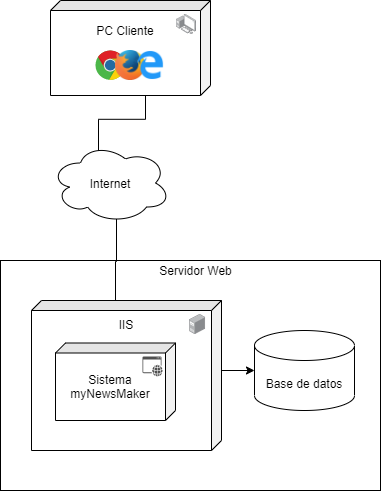 PC Cliente
Internet
Servidor Web
IIS
Sistema
myNewsMaker
Base de datos